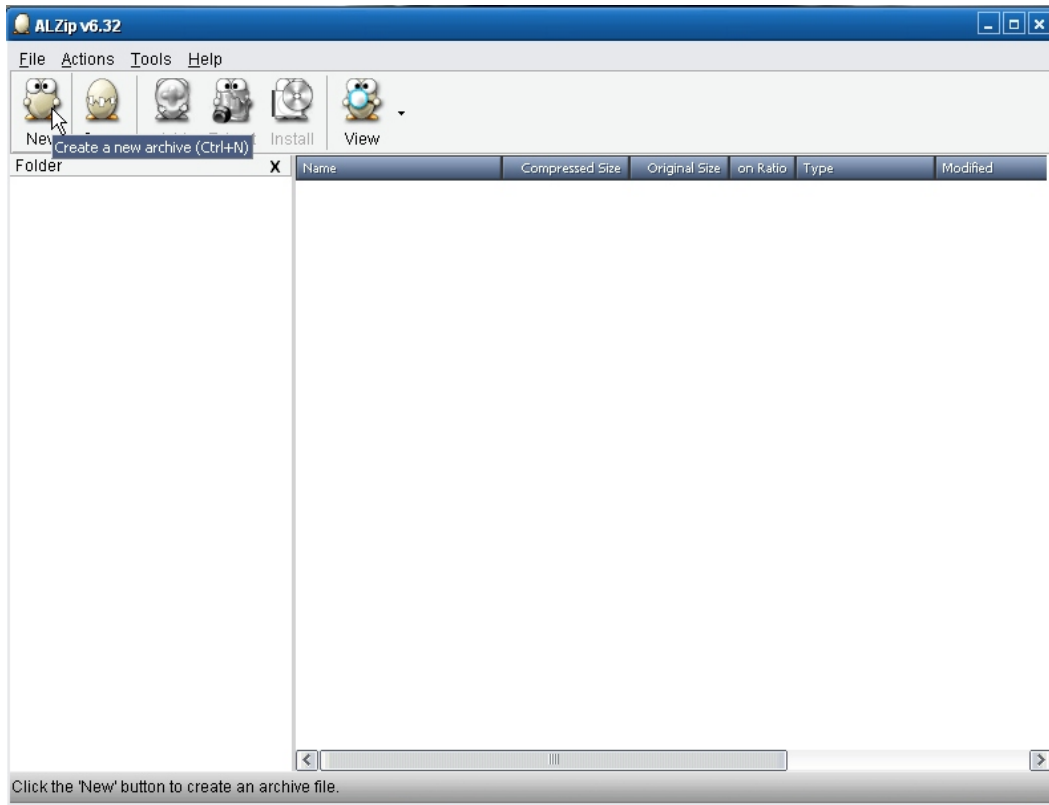 ALZip v6.32
File Actions Tools Help
New Install View
Create a new archive (Ctrl+N)
Folder X
Name Compressed Size Original Size on Ratio Type Modified
Click the 'New' button to create an archive file.